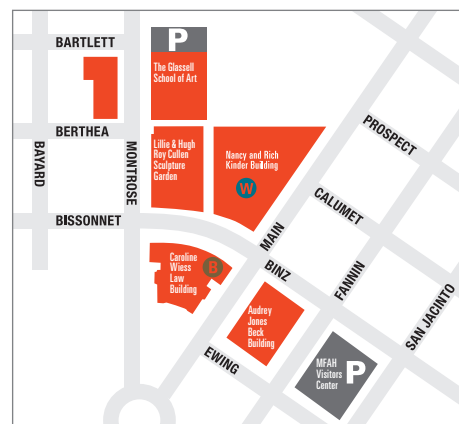 BARTLETT
P
The Glassell
School of Art
BERTHEA
BAYARD
MONTROSE
Lillie & Hugh
Roy Cullen
Sculpture
Garden
Nancy and Rich
Kinder Building
W
PROSPECT
CALUMET
BISSONNET
MAIN
BINZ
FANNIN
SAN JACINTO
Caroline
Wiess
Law
Building
B
Audrey
Jones
Beck
Building
EWING
MFAH
Visitors
Center
P